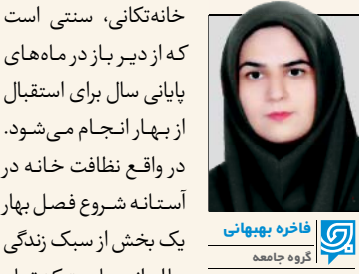 خانه‌تکانی، سنتی است
که از دیر باز در ماه‌های
پایانی سال برای استقبال
از بهار انجام می‌شود.
در واقع نظافت خانه در
آستانه شروع فصل بهار
یک بخش از سبک زندگی
فاخره بهبهانی
گروه جامعه